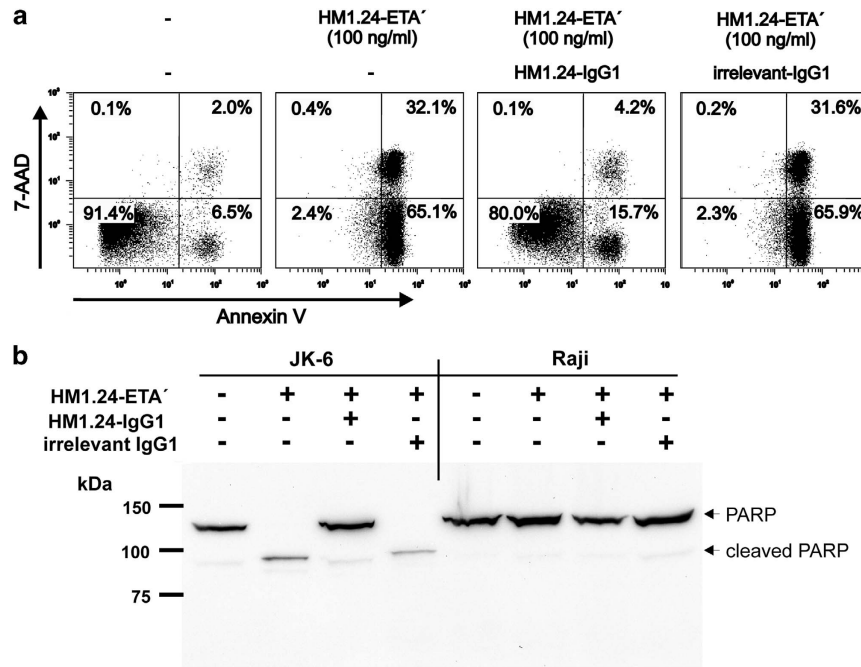 a
- HM1.24-ETA´ HM1.24-ETA´ HM1.24-ETA´
(100 ng/ml) (100 ng/ml) (100 ng/ml)
- - HM1.24-IgG1 irrelevant-IgG1
0.1% 2.0% 0.4% 32.1% 0.1% 4.2% 0.2% 31.6%
7-AAD
91.4% 6.5% 2.4% 65.1% 80.0% 15.7% 2.3% 65.9%
Annexin V
b
JK-6 Raji
HM1.24-ETA´ - + + + - + + +
HM1.24-IgG1 - - + - - - + -
irrelevant IgG1 - - - + - - - +
kDa
150
PARP
100
cleaved PARP
75